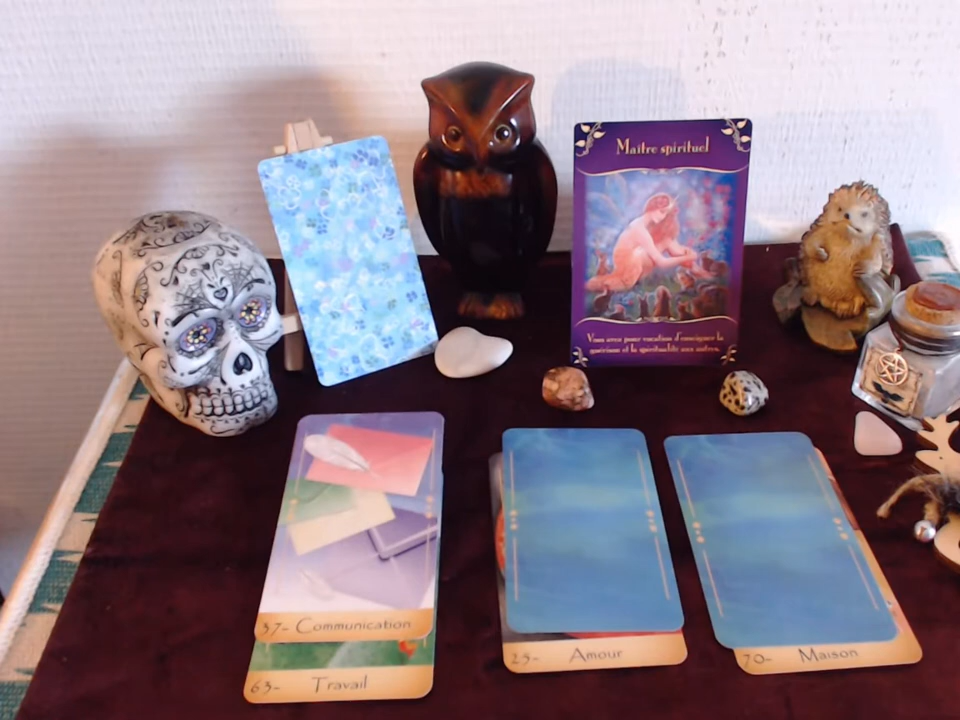 Maître spirituel
Vous avez pour vocation d'enseigner la
guérison et la spiritualité aux autres.
37- Communication
63- Travail
25- Amour
70- Maison